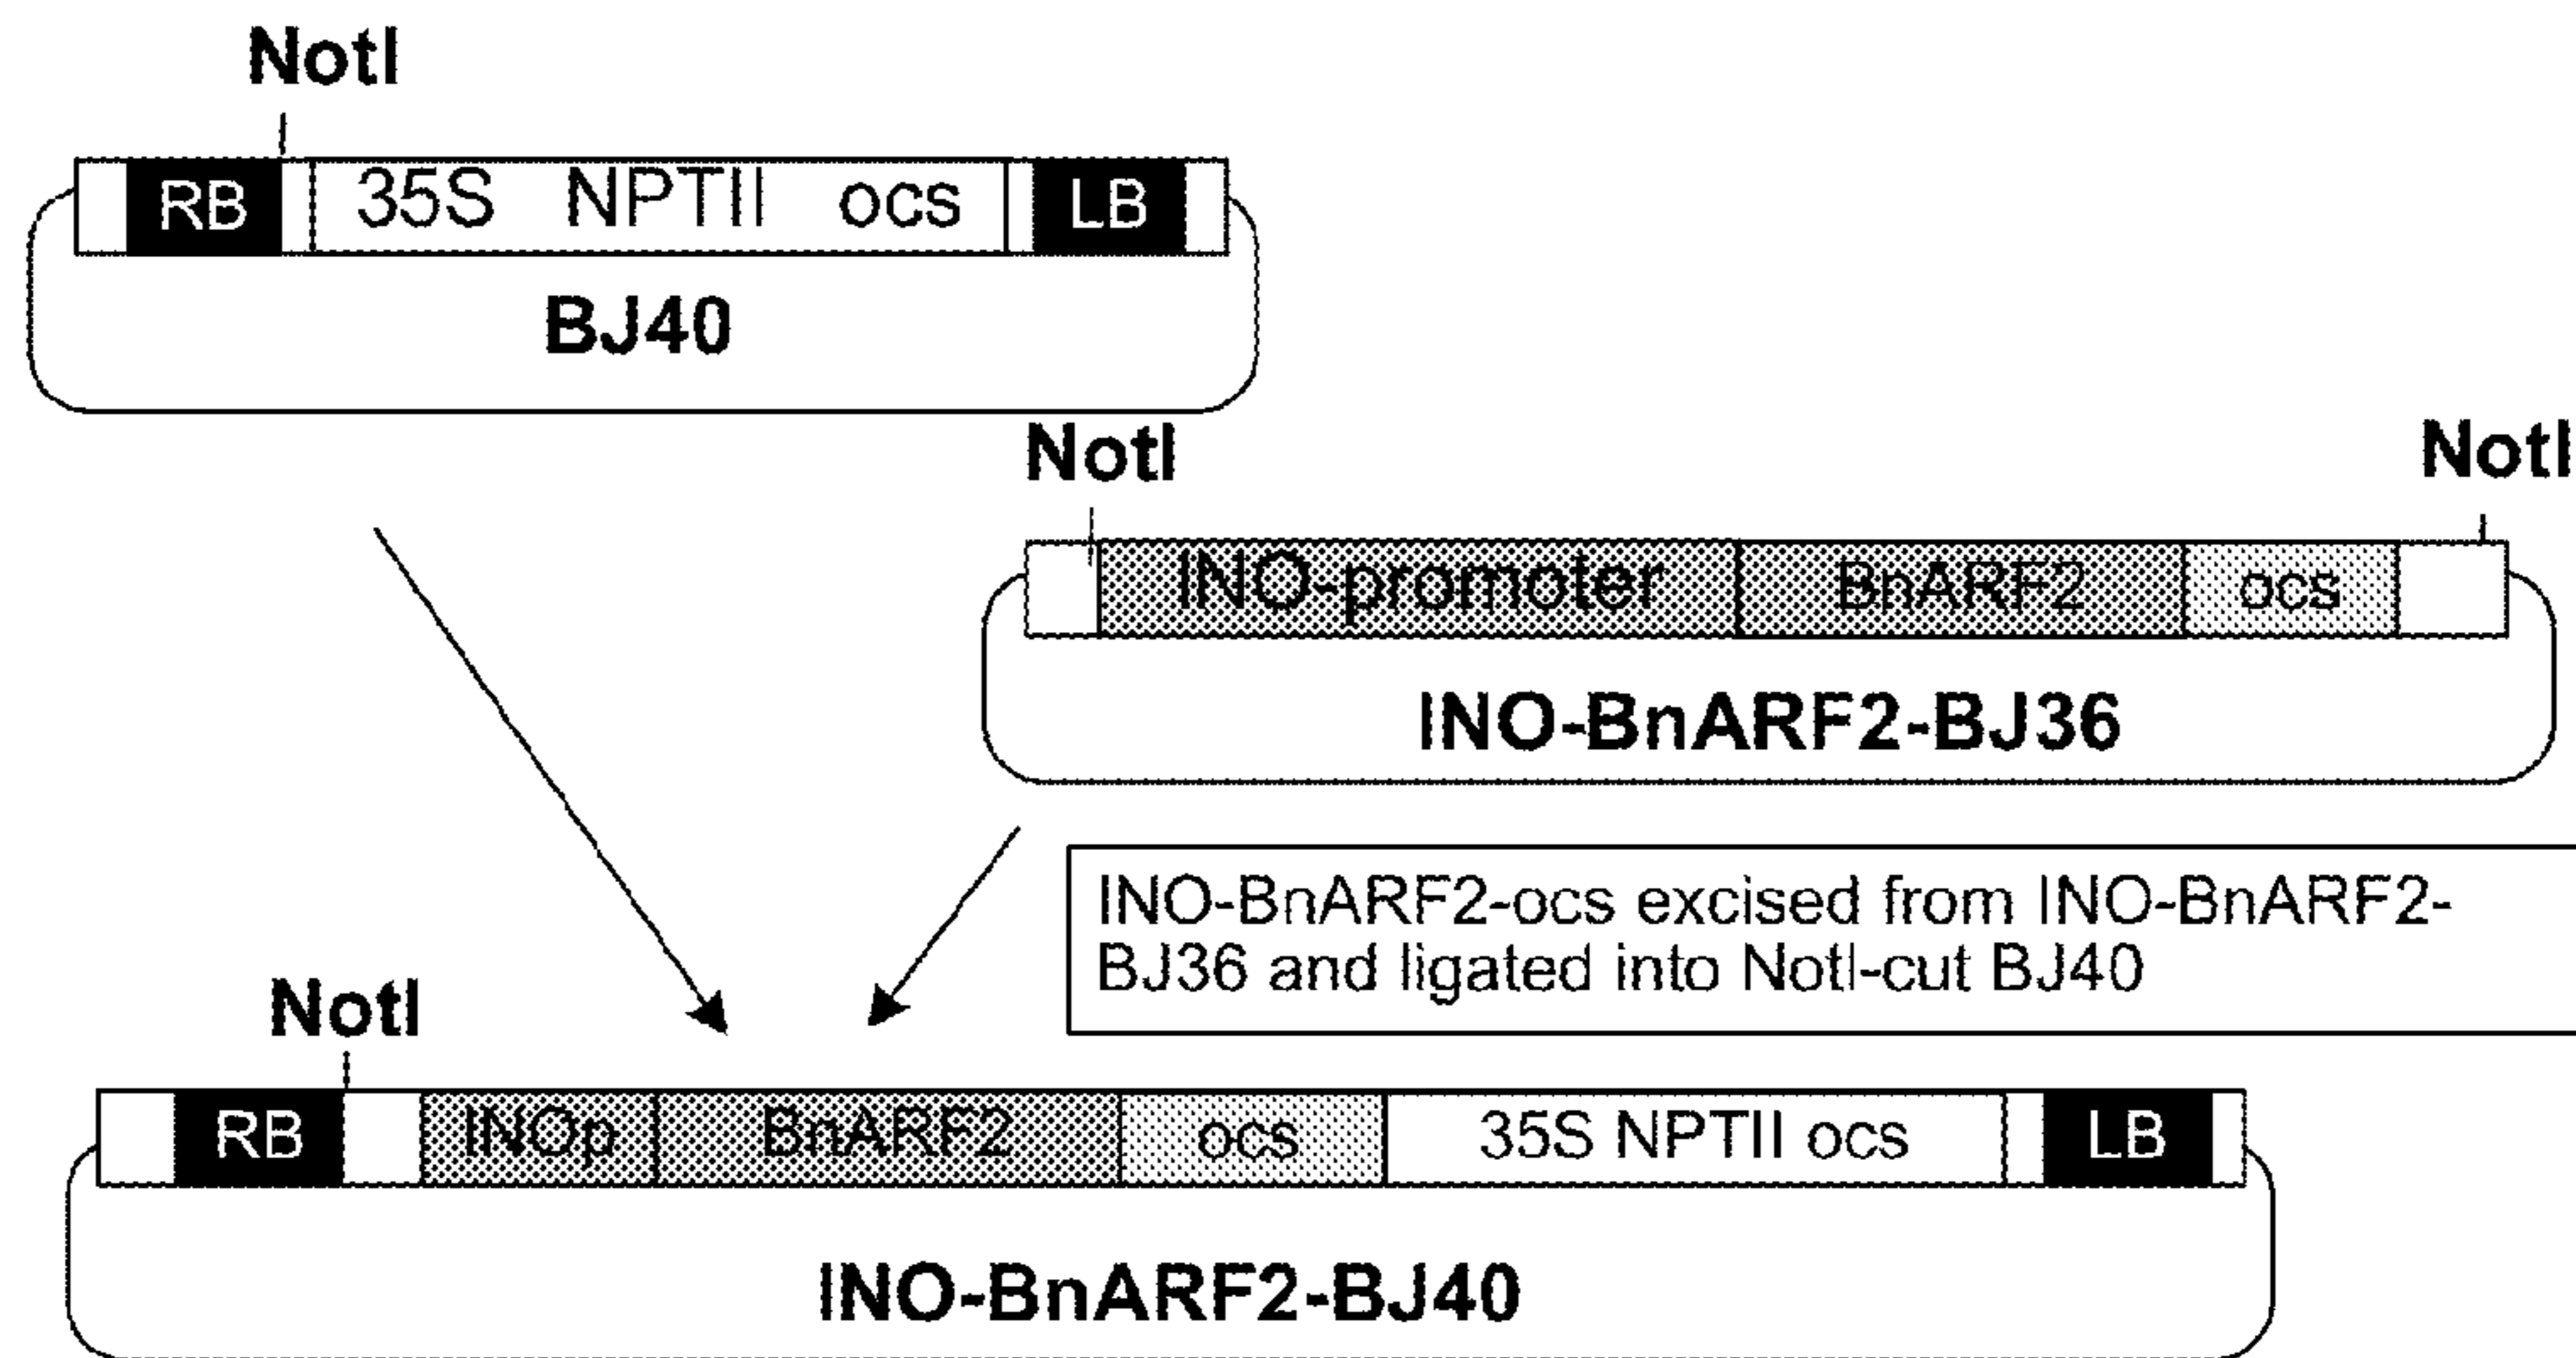 NotI
RB 35S NPTII ocs LB
BJ40
NotI NotI
INO-promoter BnARF2 ocs
INO-BnARF2-BJ36
INO-BnARF2-ocs excised from INO-BnARF2-
BJ36 and ligated into NotI-cut BJ40
NotI
RB INOp BnARF2 ocs 35S NPTII ocs LB
INO-BnARF2-BJ40